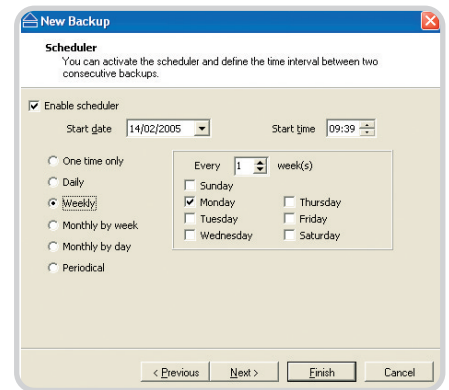 New Backup
Scheduler
You can activate the scheduler and define the time interval between two
consecutive backups.
Enable scheduler
Start date 14/02/2005 Start time 09:39
One time only
Daily
Weekly
Monthly by week
Monthly by day
Periodical
Every 1 week(s)
Sunday
Monday Thursday
Tuesday Friday
Wednesday Saturday
< Previous Next > Finish Cancel